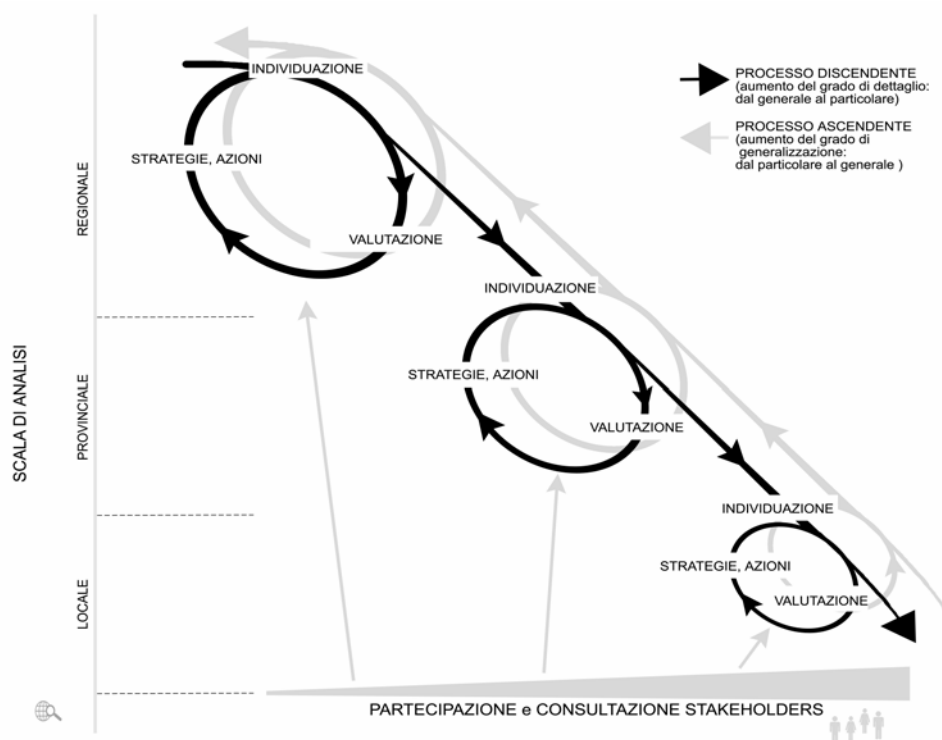 INDIVIDUAZIONE
STRATEGIE, AZIONI
VALUTAZIONE
PROCESSO DISCENDENTE
(aumento del grado di dettaglio:
dal generale al particolare)
PROCESSO ASCENDENTE
(aumento del grado di
generalizzazione:
dal particolare al generale )
SCALA DI ANALISI
REGIONALE
PROVINCIALE
LOCALE
INDIVIDUAZIONE
STRATEGIE, AZIONI
VALUTAZIONE
INDIVIDUAZIONE
STRATEGIE, AZIONI
VALUTAZIONE
PARTECIPAZIONE e CONSULTAZIONE STAKEHOLDERS